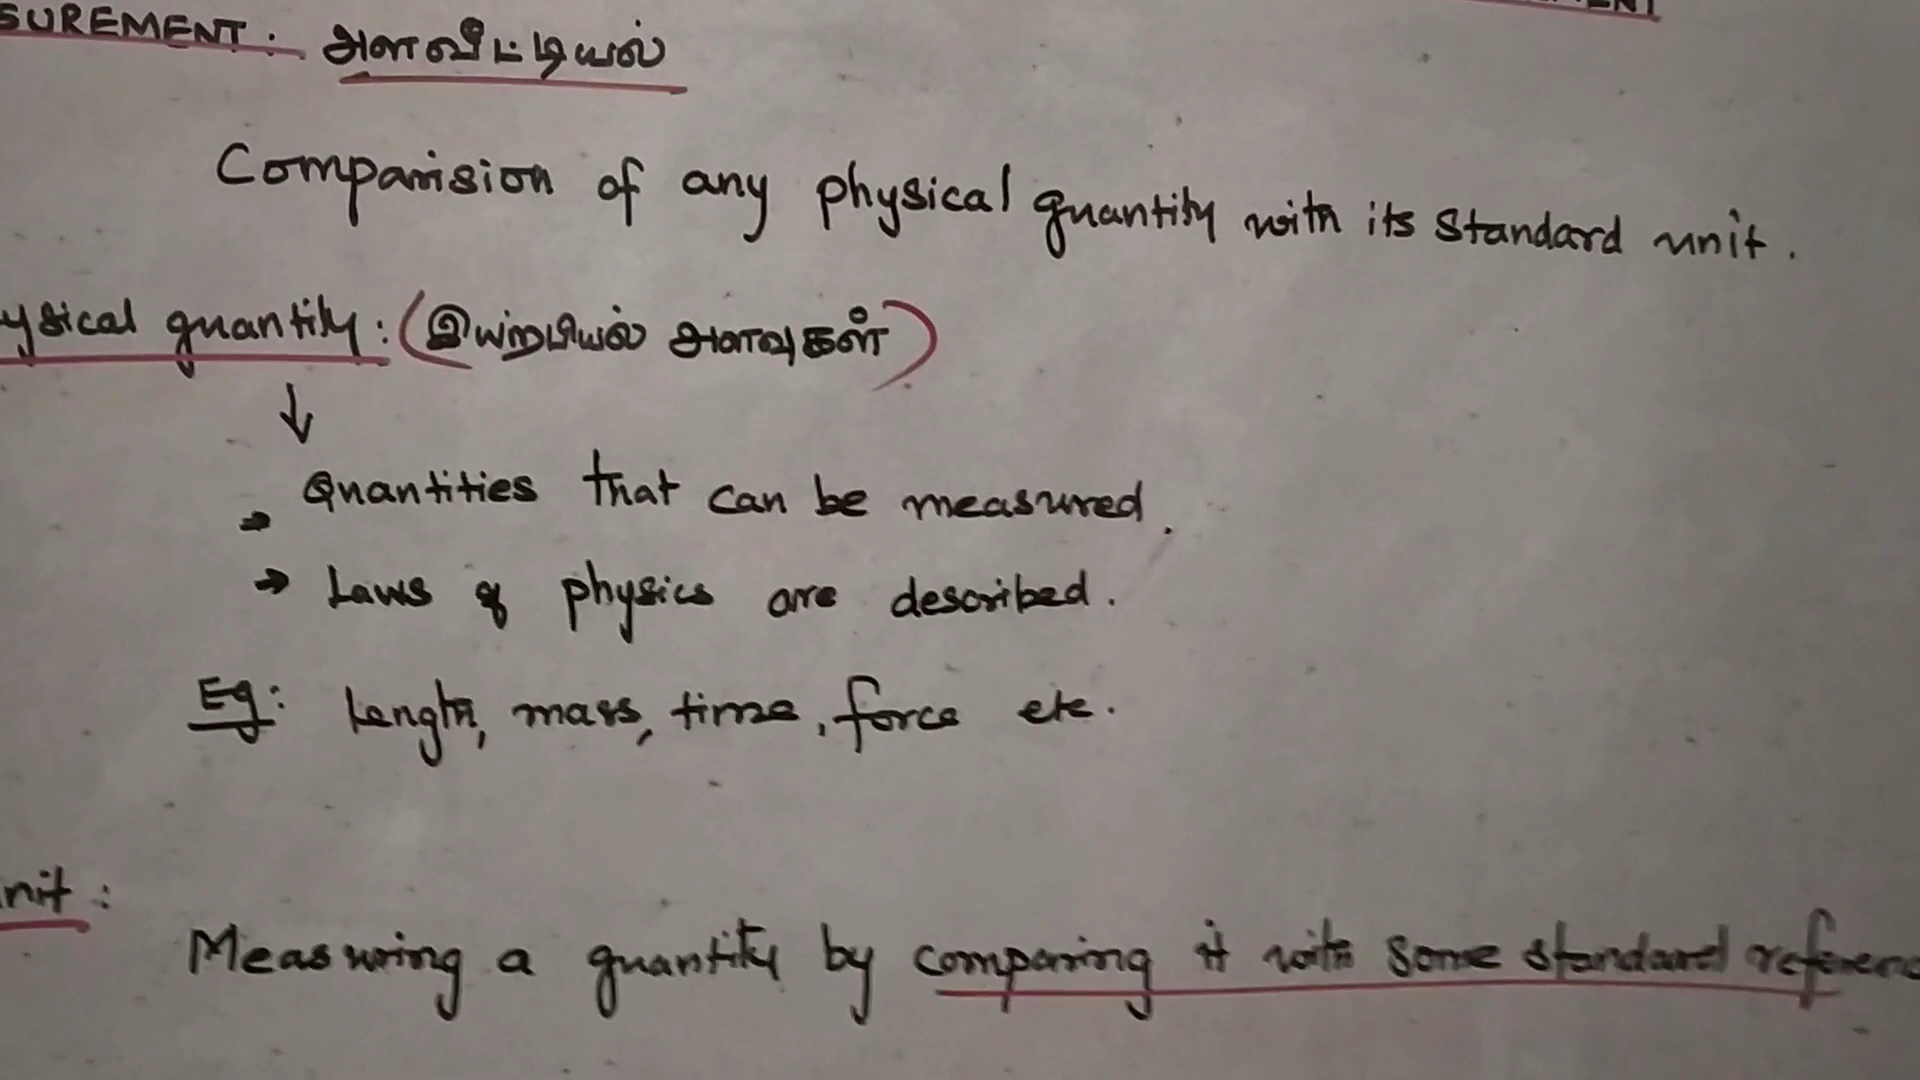 SUREMENT: அளவீட்டியல்
Comparision of any physical quantity with its standard unit.
ysical quantity: (இயற்பியல் அளவுகள்)
↓
→ Quantities that can be measured.
→ Laws of physics are described.
Eg: Length, mass, time, force etc.
nit:
Measuring a quantity by comparing it with some standard referenc